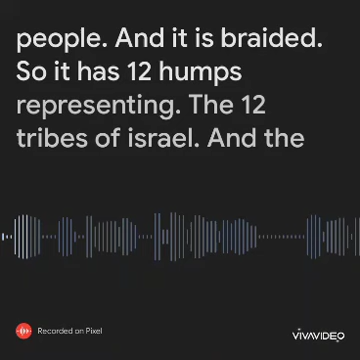 people. And it is braided.
So it has 12 humps
representing. The 12
tribes of israel. And the
Recorded on Pixel
VIVAVIDEO